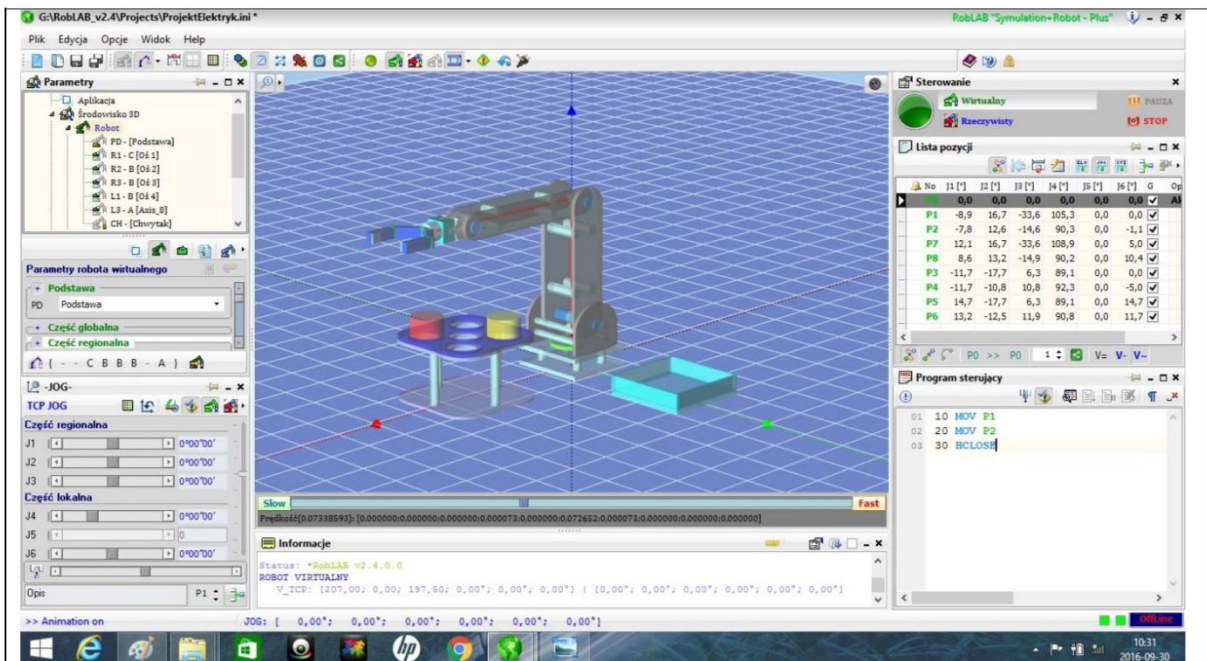 G:\RobLAB_v2.4\Projects\ProjektElektryk.ini *
RobLAB "Symulation+Robot - Plus"
Plik Edycja Opcje Widok Help
Parametry
Aplikacja
Środowisko 3D
Robot
PD - [Podstawa]
R1 - C [Oś 1]
R2 - B [Oś 2]
R3 - B [Oś 3]
L1 - B [Oś 4]
L3 - A [Axis_8]
CH - [Chwytak]
Parametry robota wirtualnego
+ Podstawa
PD Podstawa
+ Część globalna
+ Część regionalna
( - - C B B B - A )
-JOG-
TCP JOG
Część regionalna
J1 0°00'00'
J2 0°00'00'
J3 0°00'00'
Część lokalna
J4 0°00'00'
J5 0
J6 0°00'00'
Opis P1
Slow Fast
Prędkość(0.07338593): [0.000000:0.000000:0.000000:0.000073:0.000000:0.072652:0.000073:0.000000:0.000000:0.000000]
Informacje
Status: *RobLAB v2.4.0.0
ROBOT VIRTUALNY
V_TCP: [207,00; 0,00; 197,50; 0,00°; 0,00°; 0,00°] | [0,00°; 0,00°; 0,00°; 0,00°; 0,00°; 0,00°]
Sterowanie
Wirtualny PAUZA
Rzeczywisty STOP
Lista pozycji
No J1 [°] J2 [°] J3 [°] J4 [°] J5 [°] J6 [°] G Op
P0 0,0 0,0 0,0 0,0 0,0 0,0
P1 -8,9 16,7 -33,6 105,3 0,0 0,0
P2 -7,8 12,6 -14,6 90,3 0,0 -1,1
P7 12,1 16,7 -33,6 108,9 0,0 5,0
P8 8,6 13,2 -14,9 90,2 0,0 10,4
P3 -11,7 -17,7 6,3 89,1 0,0 0,0
P4 -11,7 -10,8 10,8 92,3 0,0 -5,0
P5 14,7 -17,7 6,3 89,1 0,0 14,7
P6 13,2 -12,5 11,9 90,8 0,0 11,7
P0 >> P0 1 V= V- V~
Program sterujący
01 10 MOV P1
02 20 MOV P2
03 30 HCLOSE
>> Animation on JOG: [ 0,00°; 0,00°; 0,00°; 0,00°; 0,00°; 0,00°] OffLine
hp
10:31
2016-09-30